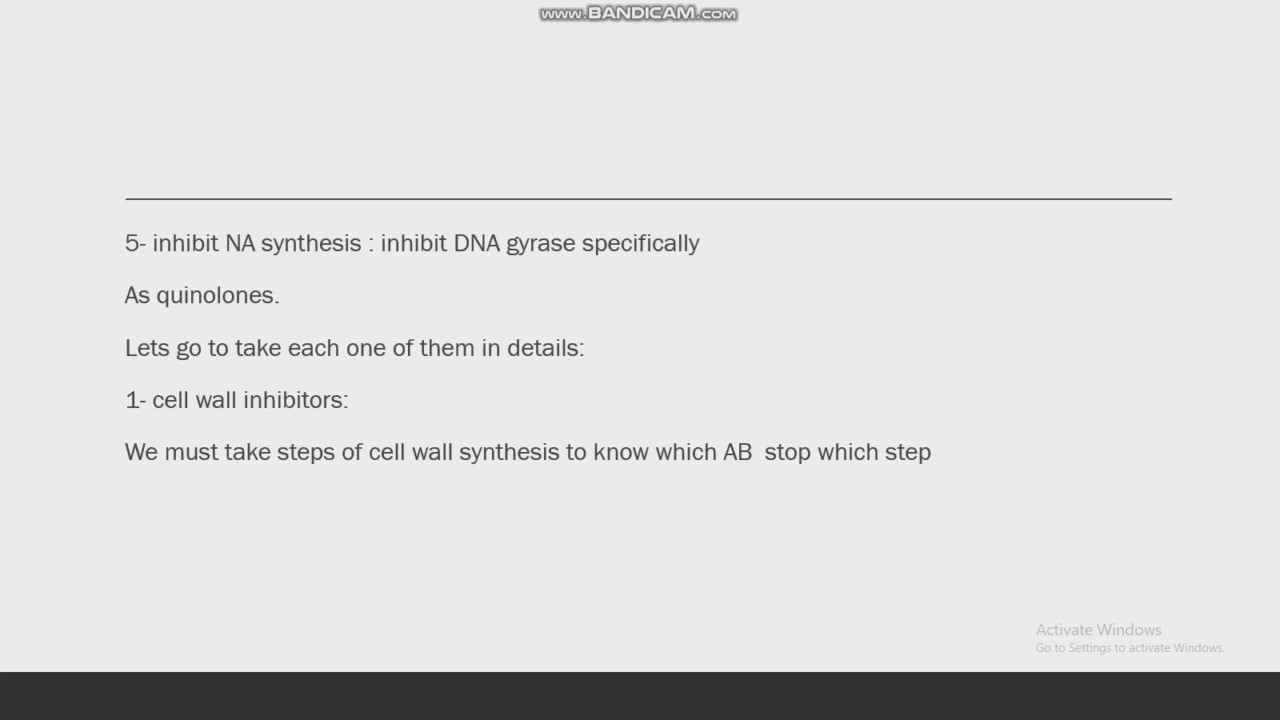 www.BANDICAM.com
5- inhibit NA synthesis : inhibit DNA gyrase specifically
As quinolones.
Lets go to take each one of them in details:
1- cell wall inhibitors:
We must take steps of cell wall synthesis to know which AB  stop which step
Activate Windows
Go to Settings to activate Windows.